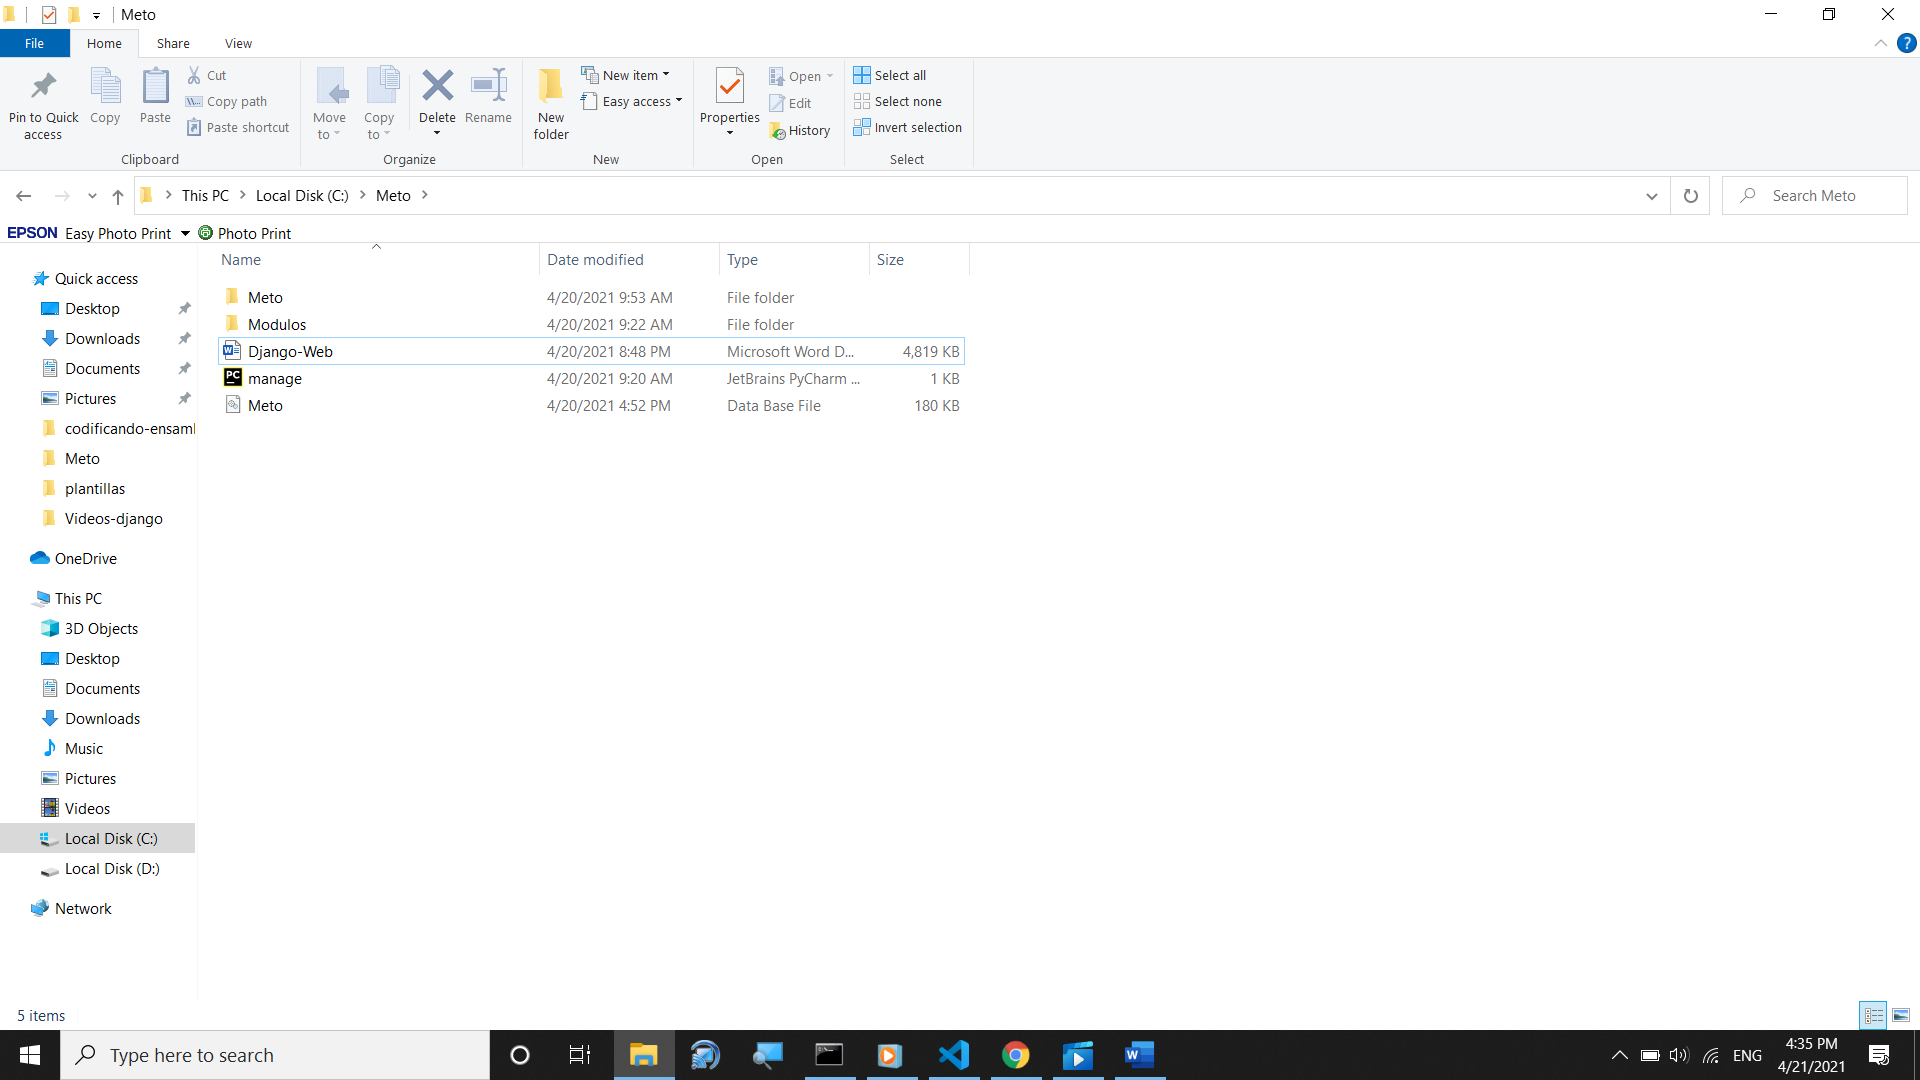 Meto
File Home Share View
Pin to Quick access
Copy
Paste
Cut
Copy path
Paste shortcut
Clipboard
Move to
Copy to
Delete
Rename
Organize
New folder
New item
Easy access
New
Properties
Open
Edit
History
Open
Select all
Select none
Invert selection
Select
This PC Local Disk (C:) Meto
Search Meto
EPSON Easy Photo Print Photo Print
Name Date modified Type Size
Meto 4/20/2021 9:53 AM File folder
Modulos 4/20/2021 9:22 AM File folder
Django-Web 4/20/2021 8:48 PM Microsoft Word D... 4,819 KB
manage 4/20/2021 9:20 AM JetBrains PyCharm ... 1 KB
Meto 4/20/2021 4:52 PM Data Base File 180 KB
Quick access
Desktop
Downloads
Documents
Pictures
codificando-ensaml
Meto
plantillas
Videos-django
OneDrive
This PC
3D Objects
Desktop
Documents
Downloads
Music
Pictures
Videos
Local Disk (C:)
Local Disk (D:)
Network
5 items
Type here to search
ENG
4:35 PM
4/21/2021